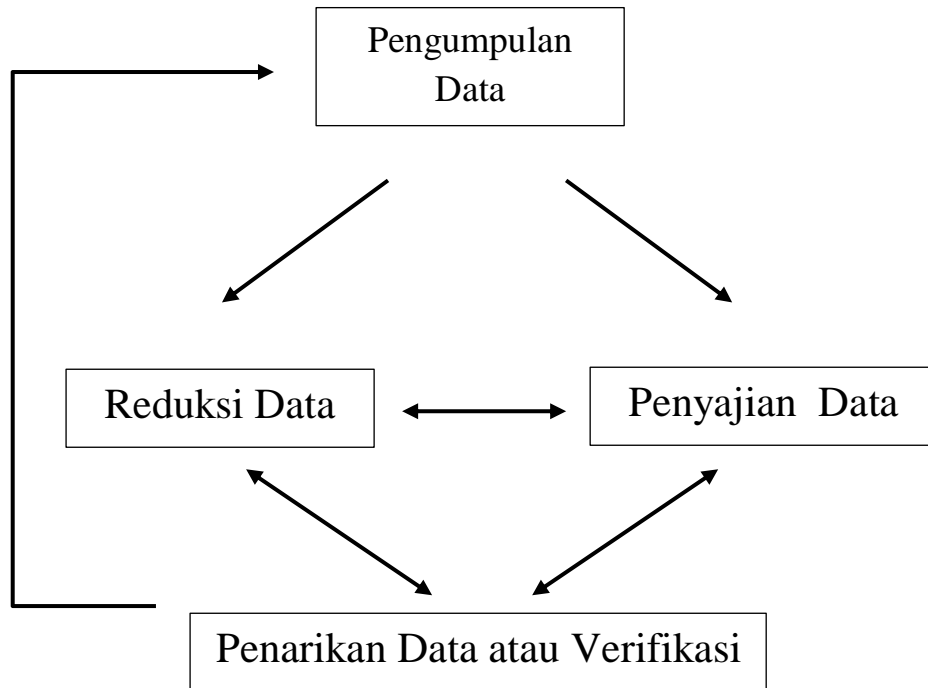 Pengumpulan
Data
Reduksi Data
Penyajian  Data
Penarikan Data atau Verifikasi